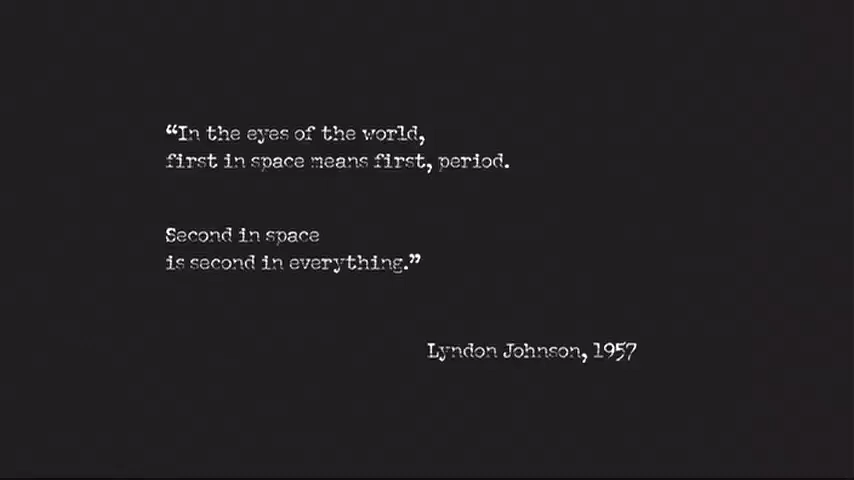 “In the eyes of the world,
first in space means first, period.
Second in space
is second in everything.”
Lyndon Johnson, 1957